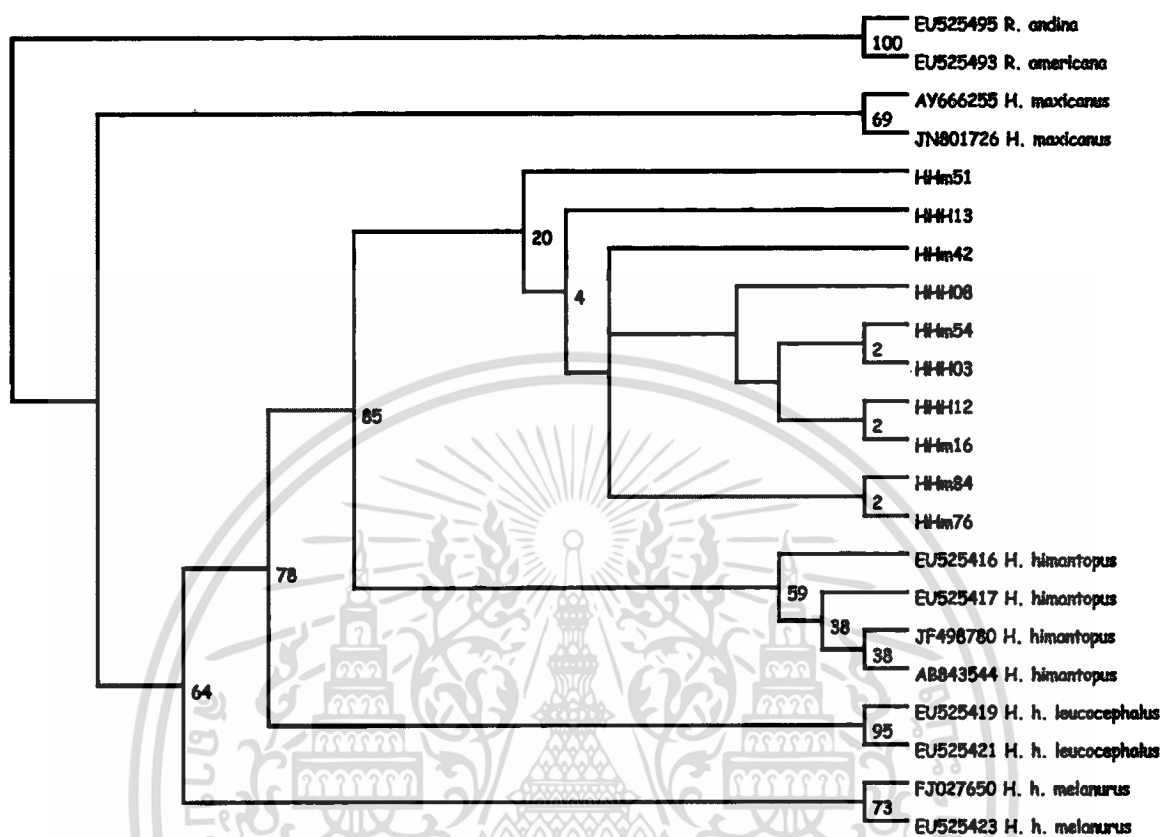 EU525495 R. andina
100
EU525493 R. americana
AY666255 H. maxicanus
69
JN801726 H. maxicanus
HHm51
HHH13
20
HHm42
4
HHH08
HHm54
2
HHH03
HHH12
85
2
HHm16
HHm84
2
HHm76
EU525416 H. himantopus
78
59
EU525417 H. himantopus
38
JF498780 H. himantopus
38
AB843544 H. himantopus
64
EU525419 H. h. leucocephalus
95
EU525421 H. h. leucocephalus
FJ027650 H. h. melanurus
73
EU525423 H. h. melanurus